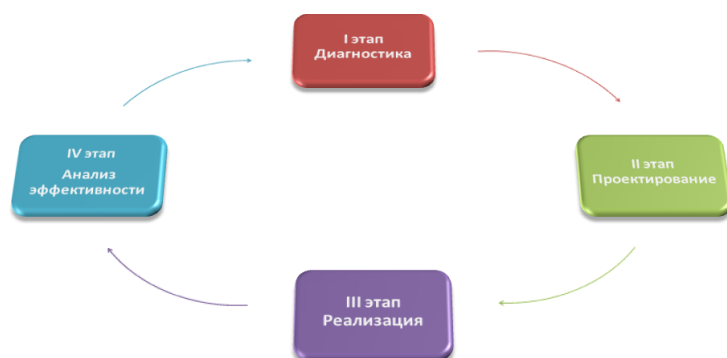 I этап
Диагностика
II этап
Проектирование
III этап
Реализация
IV этап
Анализ
эффективности